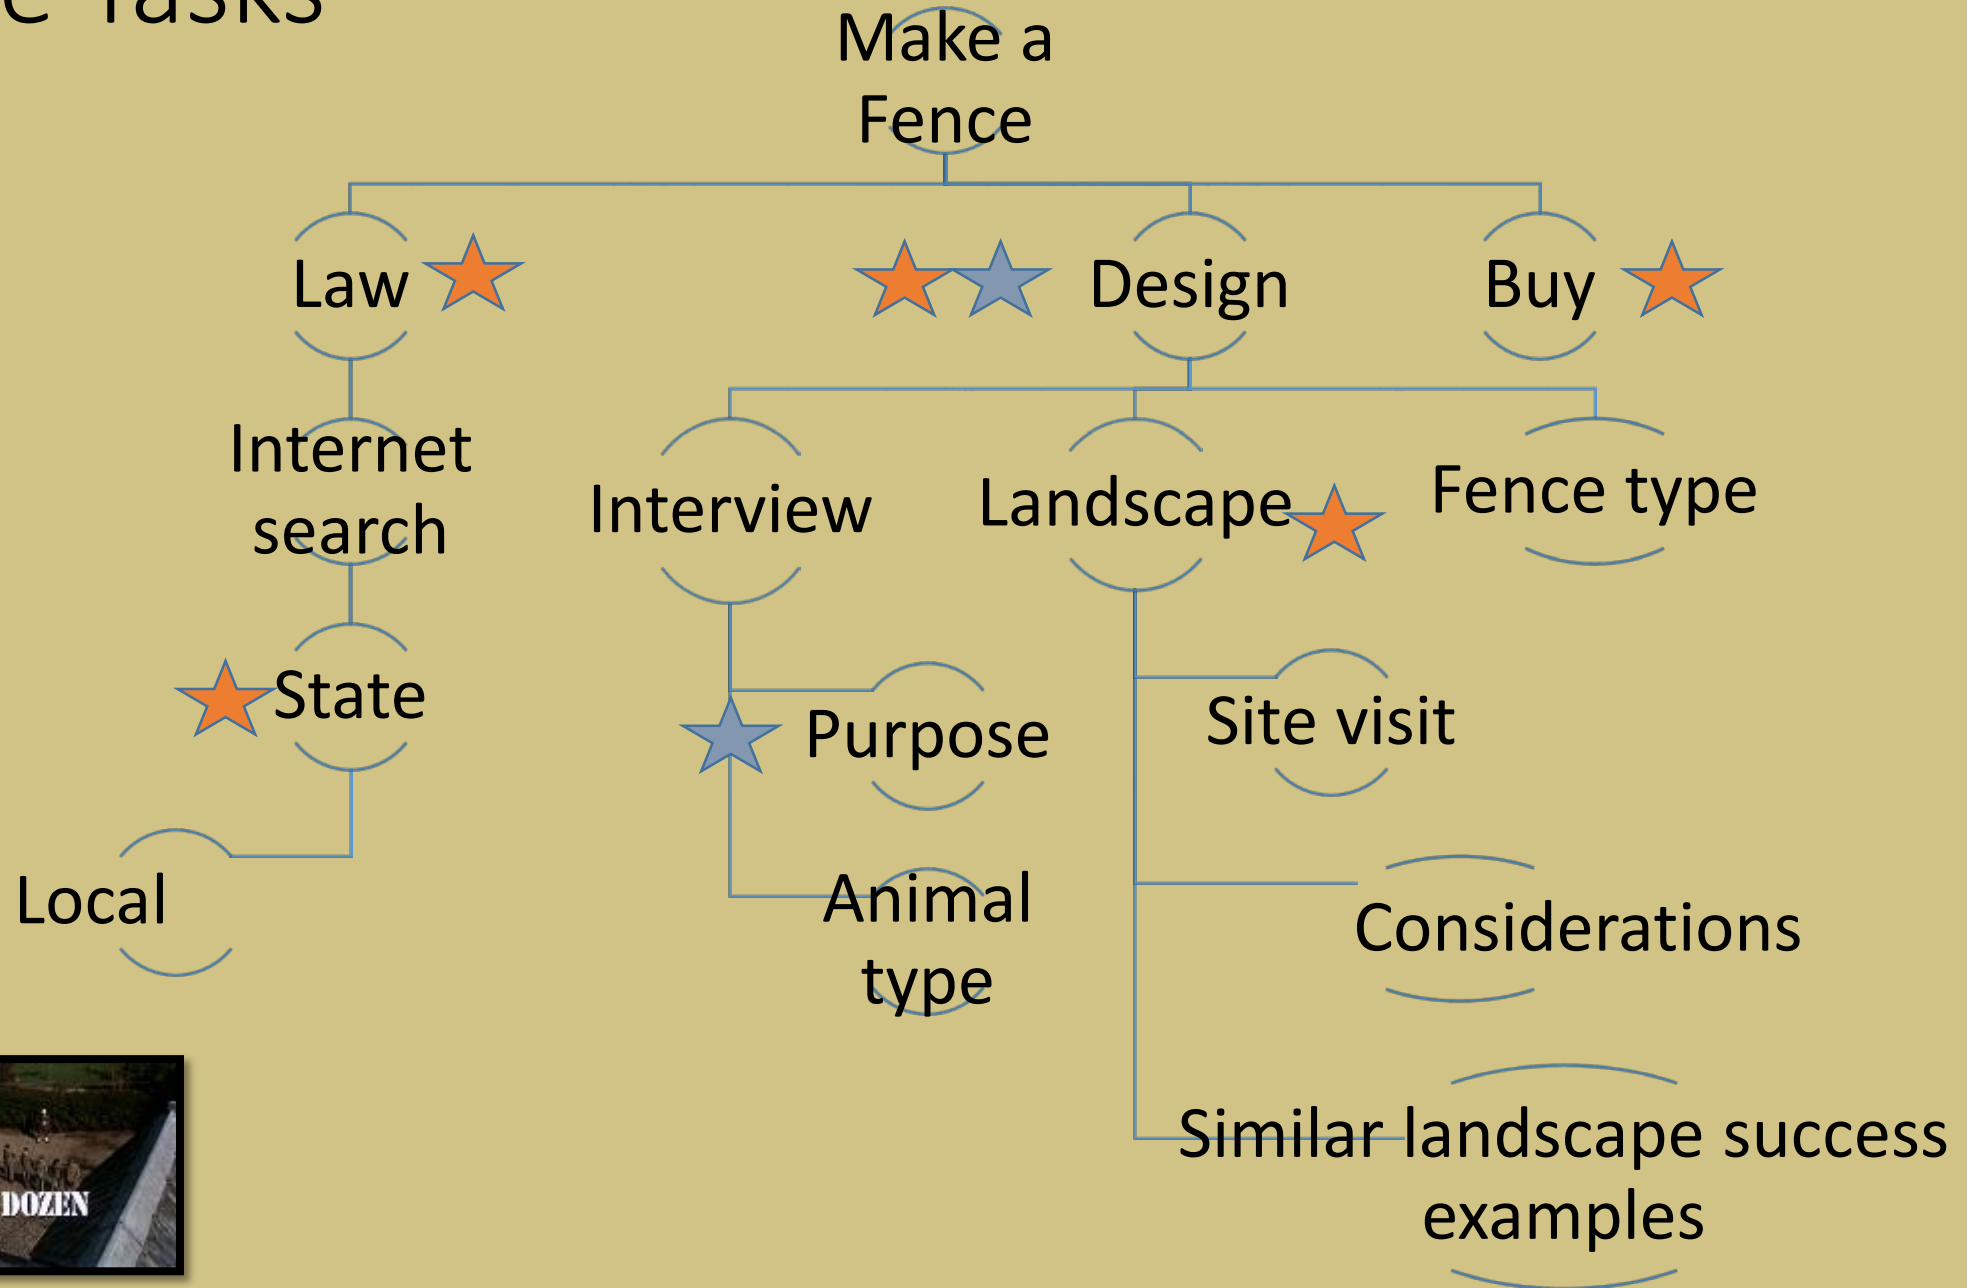 Tasks
Make a
Fence
Law
Design
Buy
Internet
search
Interview
Landscape
Fence type
State
Purpose
Site visit
Local
Animal
type
Considerations
Similar landscape success
examples
DOZEN